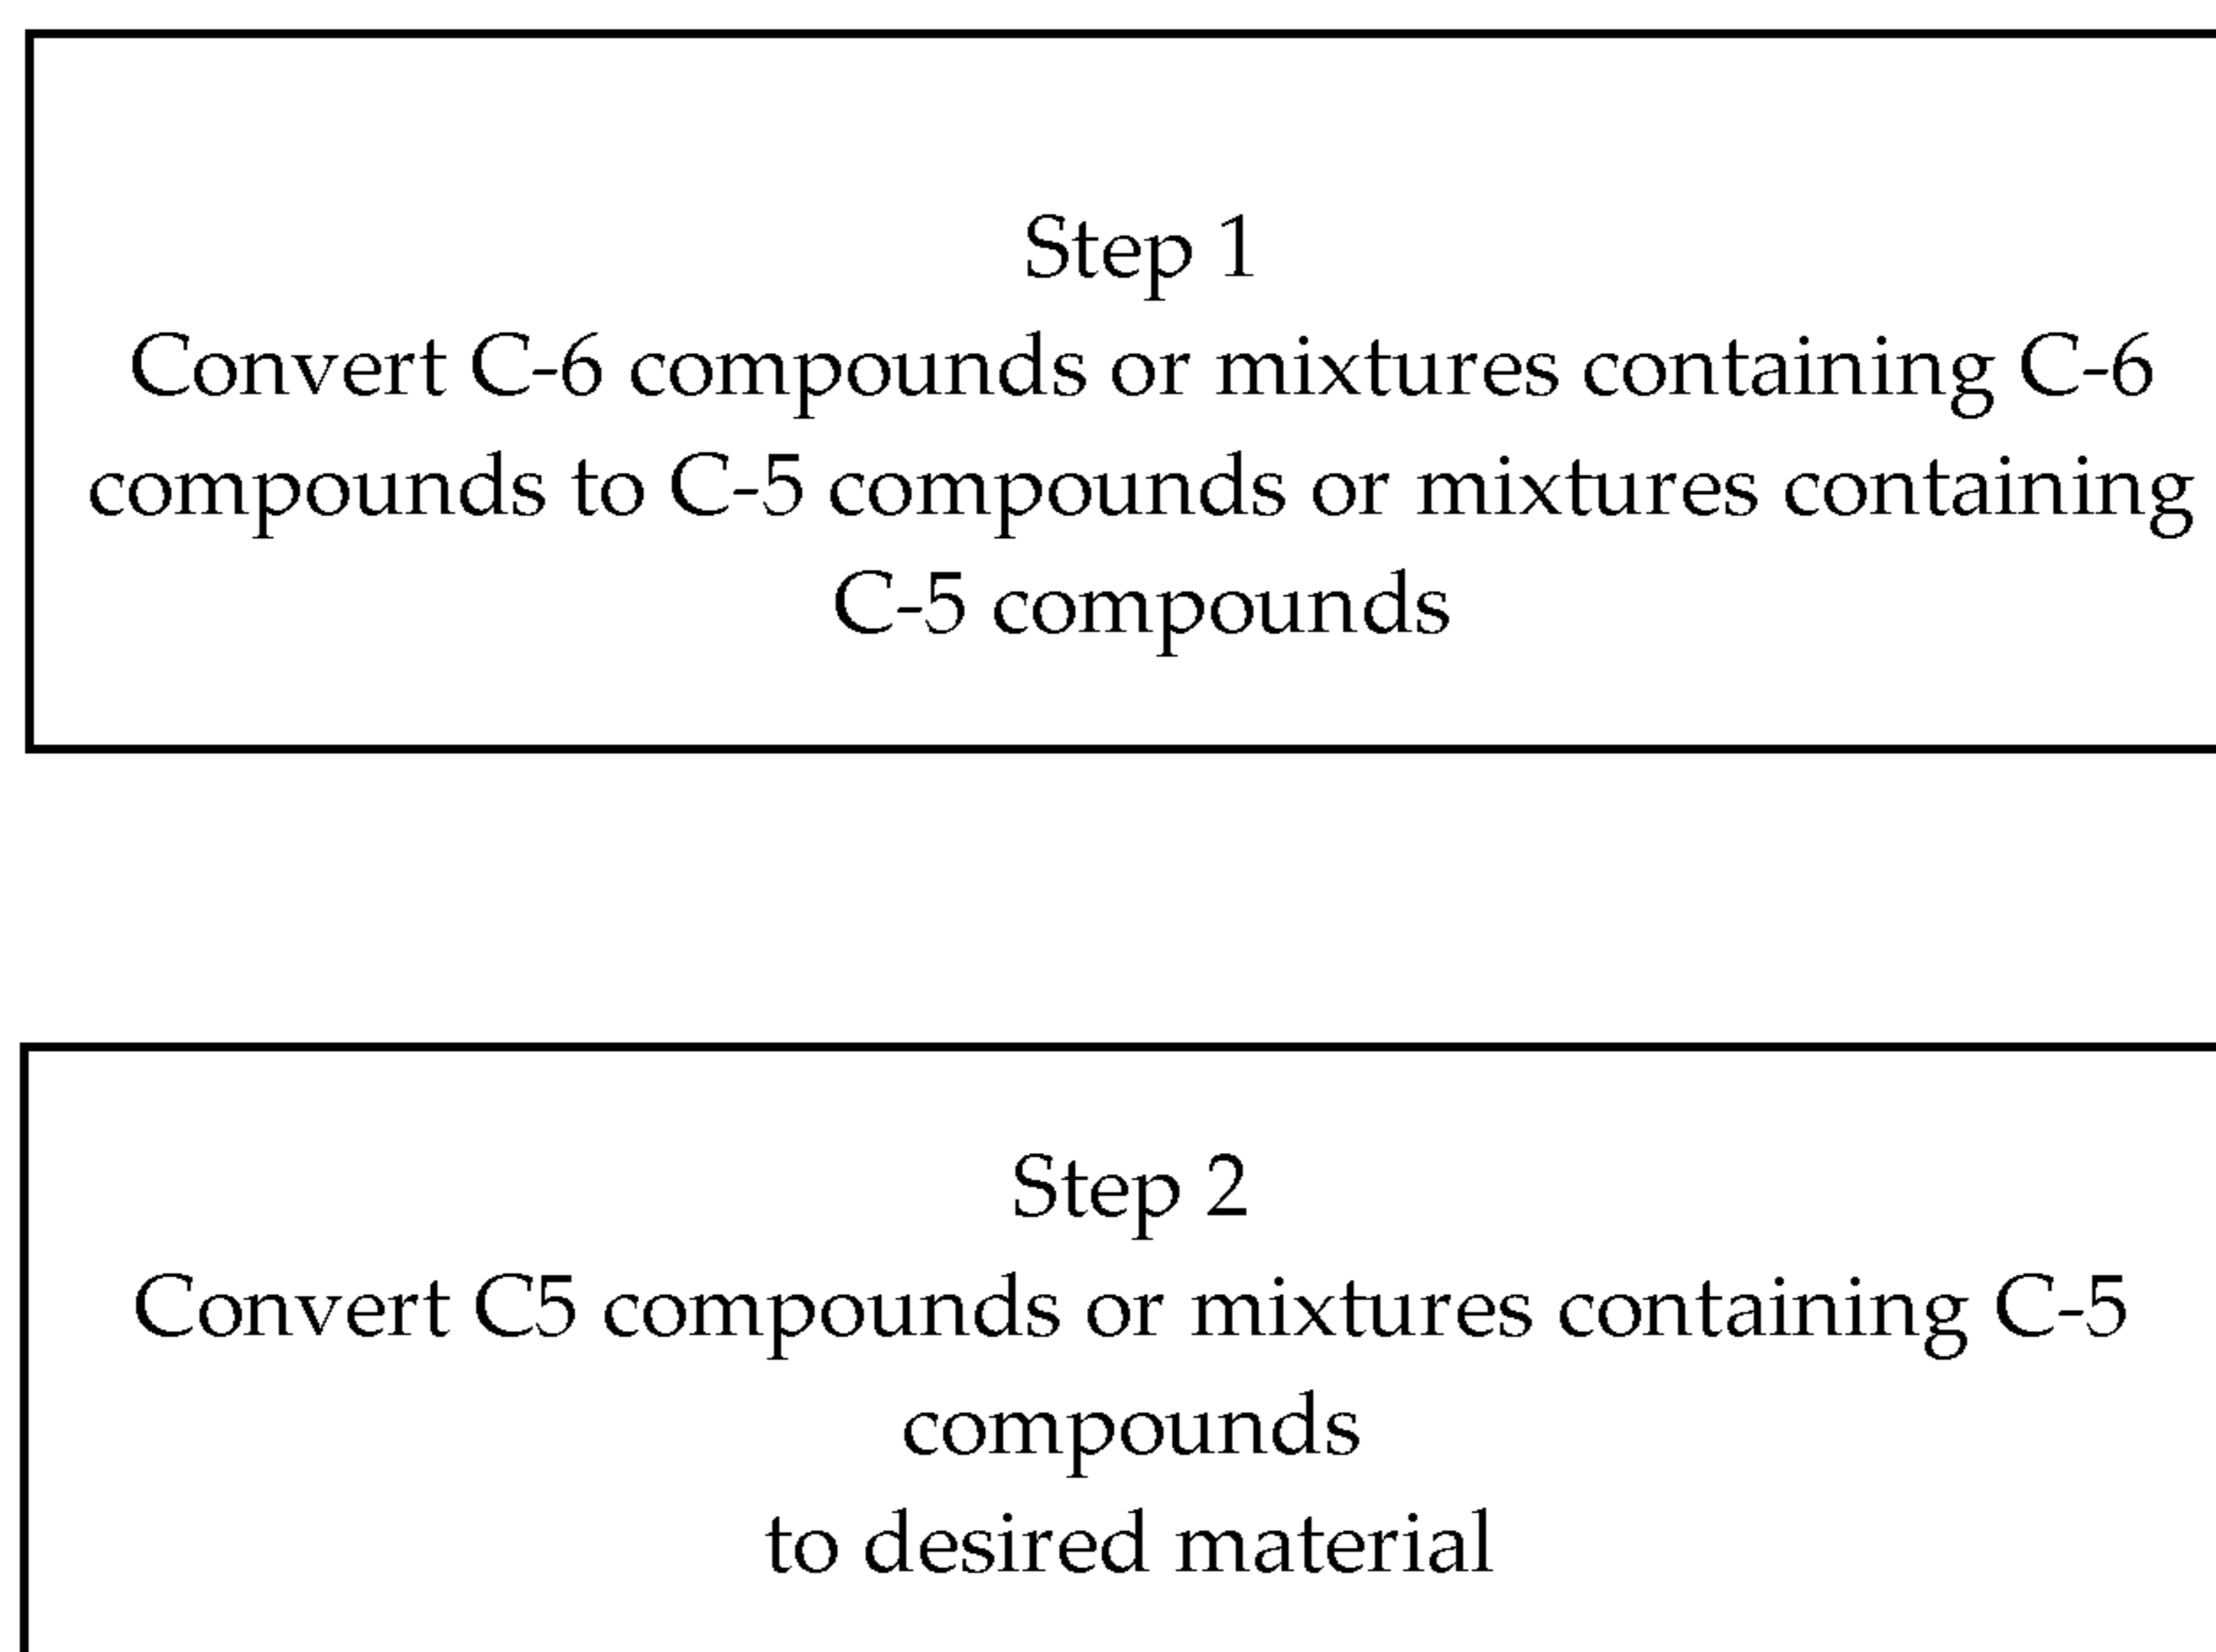 Step 1
Convert C-6 compounds or mixtures containing C-6
compounds to C-5 compounds or mixtures containing
C-5 compounds
Step 2
Convert C5 compounds or mixtures containing C-5
compounds
to desired material